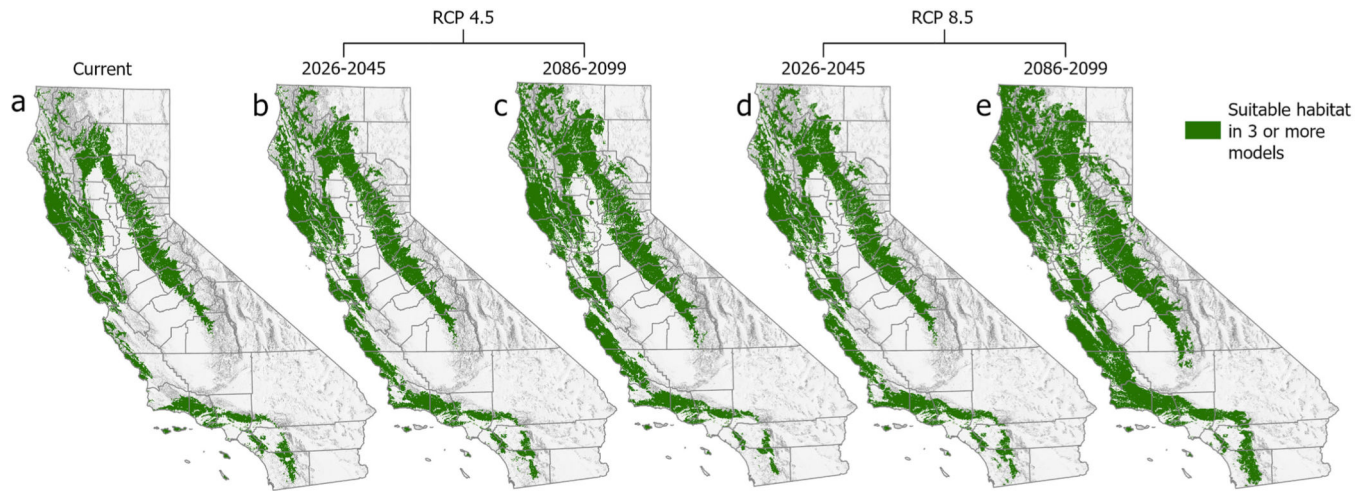 RCP 4.5
RCP 8.5
Current
2026-2045
2086-2099
2026-2045
2086-2099
a
b
c
d
e
Suitable habitat
in 3 or more
models